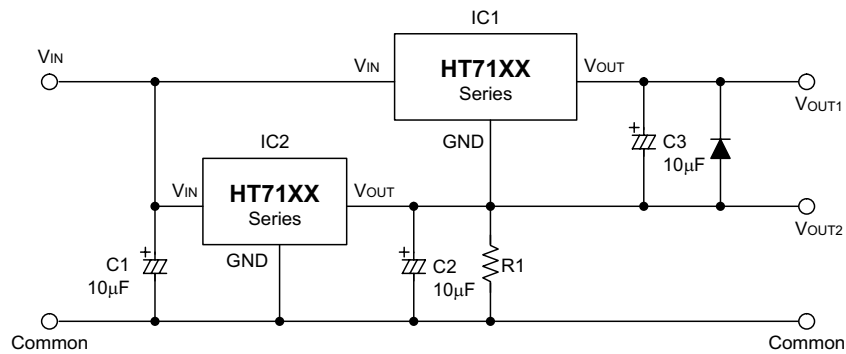 IC1
VIN
VIN
HT71XX
Series
VOUT
VOUT1
GND
C3
10μF
IC2
VIN
HT71XX
Series
VOUT
VOUT2
GND
C1
10μF
C2
10μF
R1
Common
Common